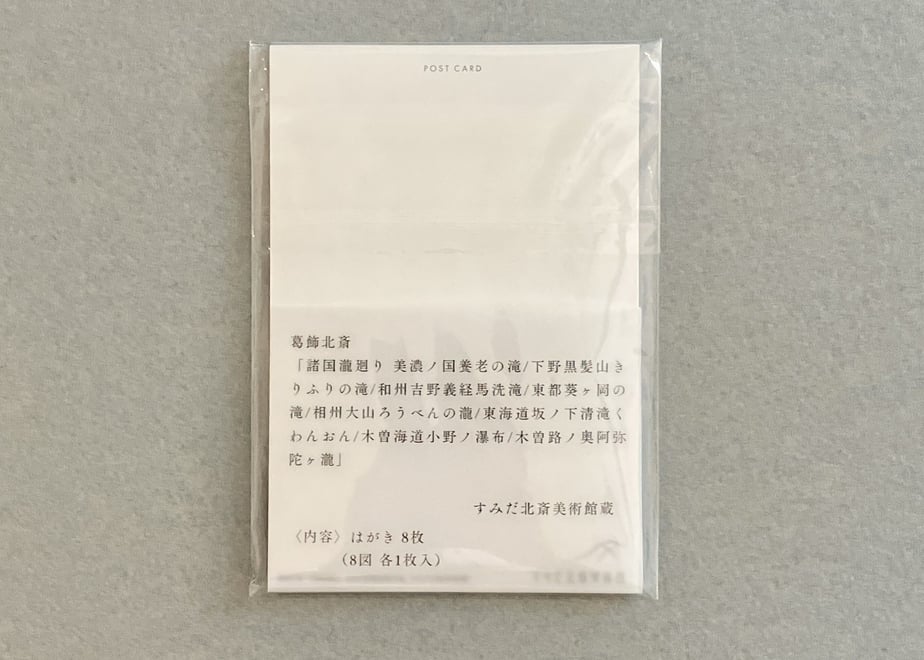 POST CARD
葛飾北斎
「諸国瀧廻り 美濃ノ国養老の滝/下野黒髪山き
りふりの滝/和州吉野義経馬洗滝/東都葵ヶ岡の
滝/相州大山ろうべんの瀧/東海道坂ノ下清滝く
わんおん/木曽海道小野ノ瀑布/木曽路ノ奥阿弥
陀ヶ瀧」
すみだ北斎美術館蔵
〈内容〉はがき 8枚
（8図 各1枚入）